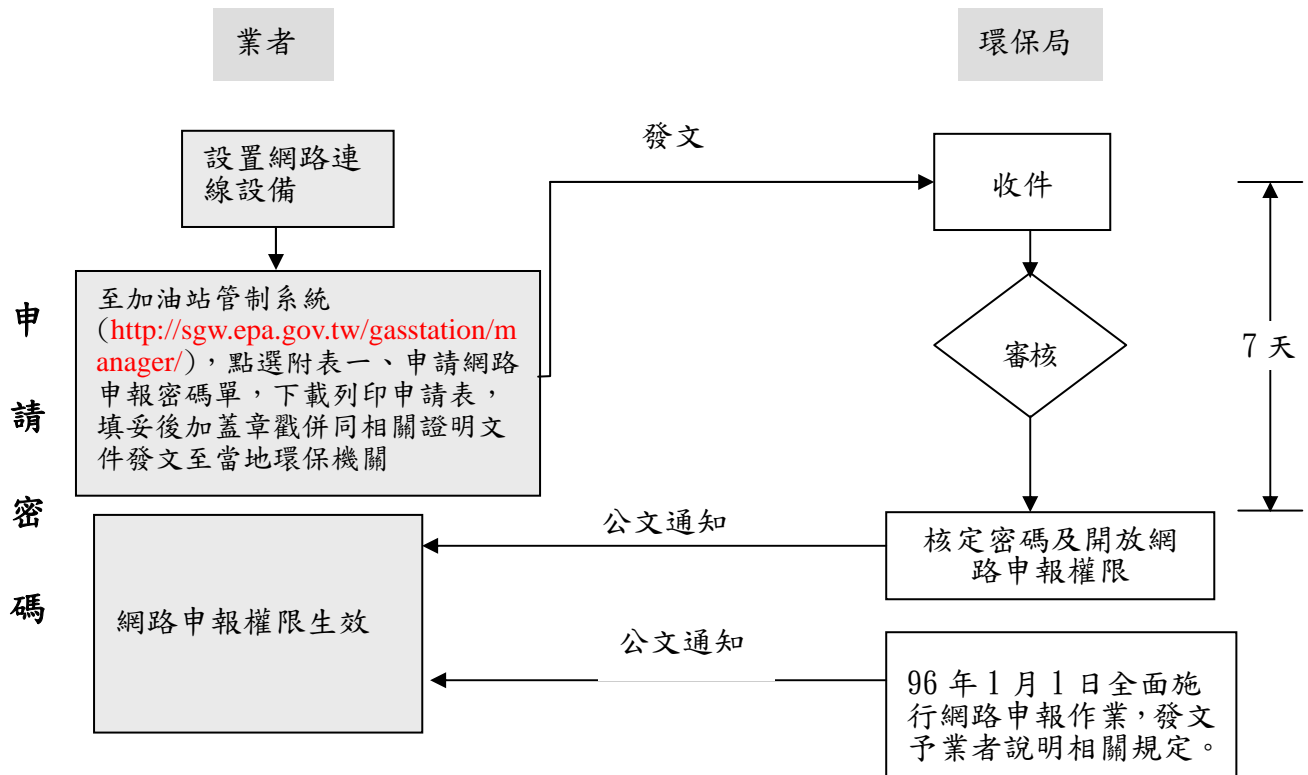 業者
環保局
申請密碼
設置網路連
線設備
發文
收件
至加油站管制系統
(http://sgw.epa.gov.tw/gasstation/m
anager/)，點選附表一、申請網路
申報密碼單，下載列印申請表，
填妥後加蓋章戳併同相關證明文
件發文至當地環保機關
審核
7 天
公文通知
核定密碼及開放網
路申報權限
網路申報權限生效
公文通知
96 年 1 月 1 日全面施
行網路申報作業，發文
予業者說明相關規定。